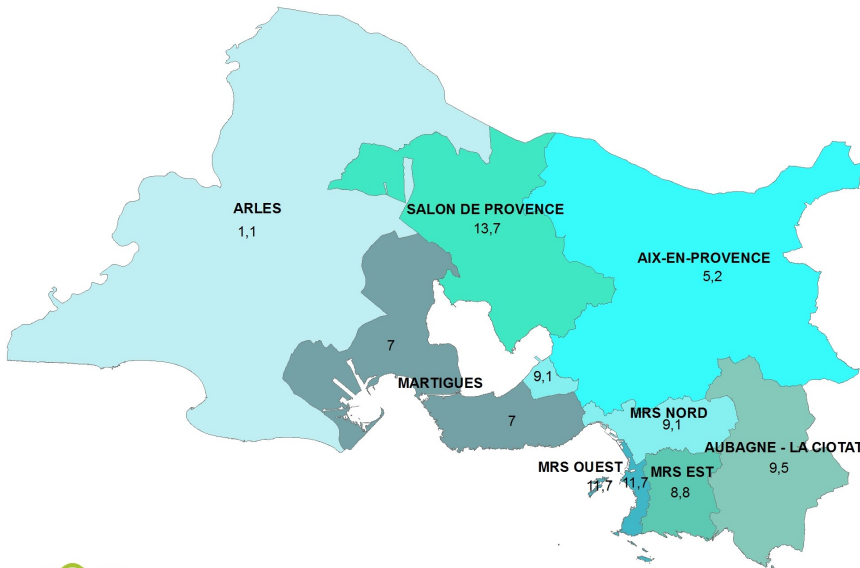 ARLES
1,1
SALON DE PROVENCE
13,7
AIX-EN-PROVENCE
5,2
7
MARTIGUES
9,1
7
MRS NORD
9,1
AUBAGNE - LA CIOTAT
9,5
MRS OUEST
11,7
11,7
MRS EST
8,8